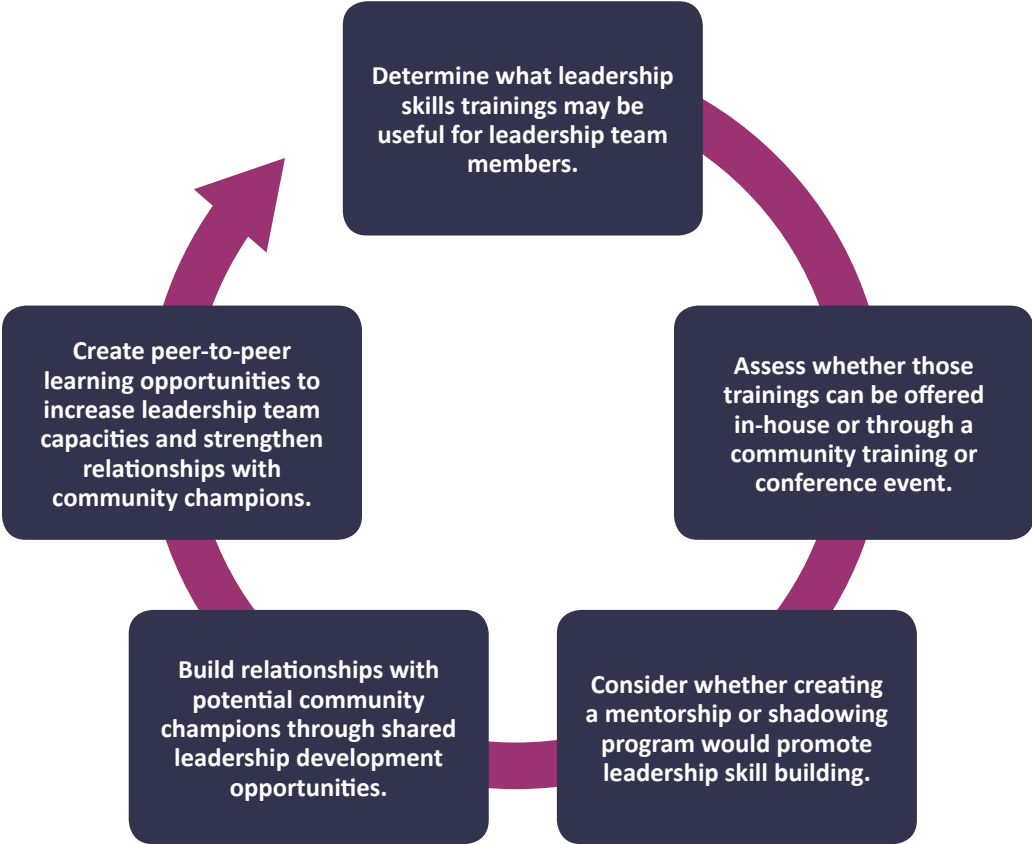 Determine what leadership
skills trainings may be
useful for leadership team
members.
Assess whether those
trainings can be offered
in-house or through a
community training or
conference event.
Consider whether creating
a mentorship or shadowing
program would promote
leadership skill building.
Build relationships with
potential community
champions through shared
leadership development
opportunities.
Create peer-to-peer
learning opportunities to
increase leadership team
capacities and strengthen
relationships with
community champions.